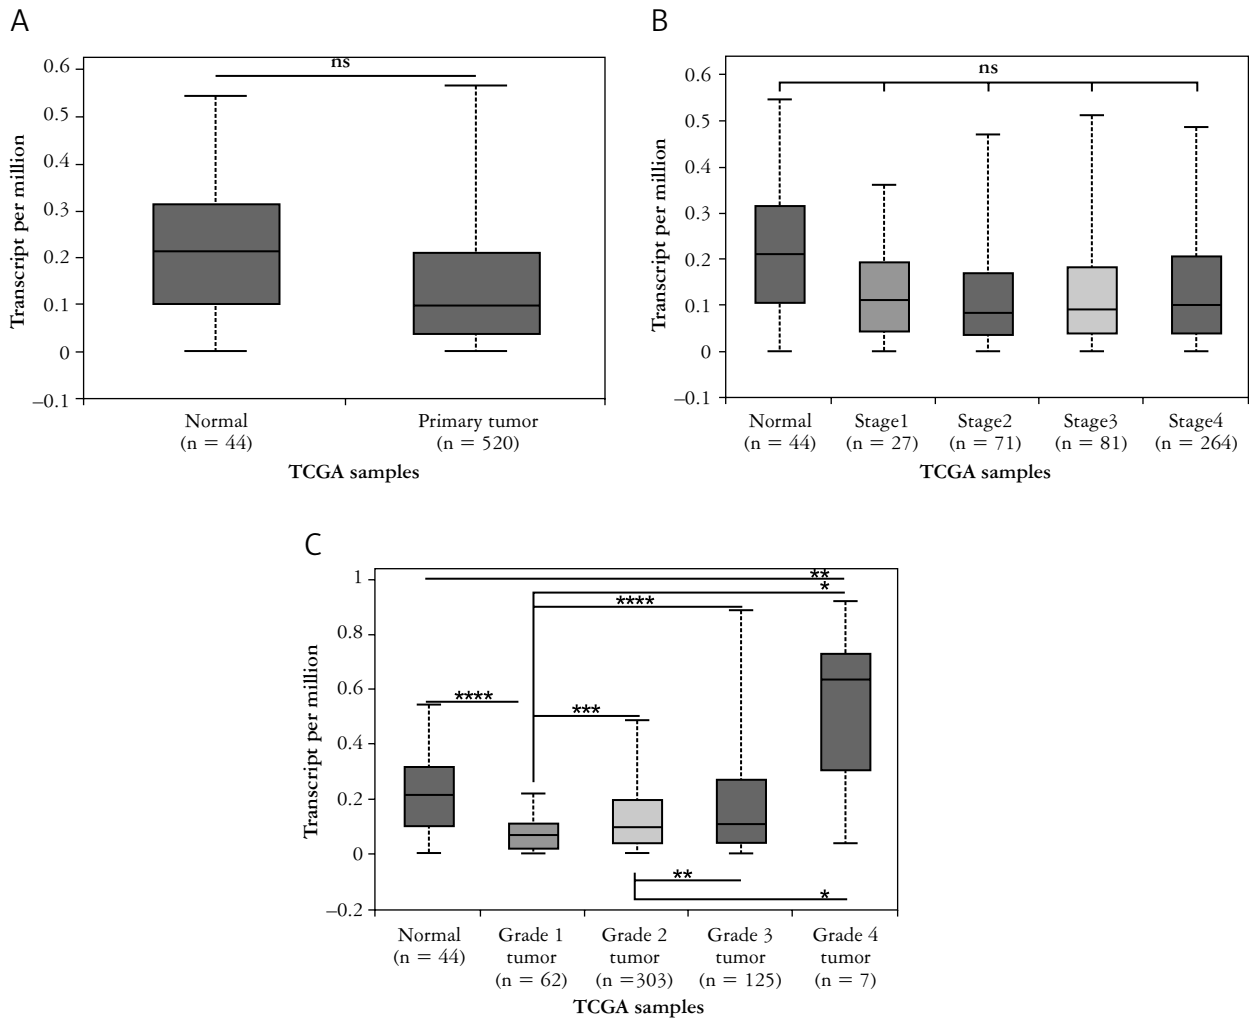 A
0.6
0.5
0.4
0.3
0.2
0.1
0
–0.1
Transcript per million
ns
Normal
(n = 44)
Primary tumor
(n = 520)
TCGA samples
B
0.6
0.5
0.4
0.3
0.2
0.1
0
–0.1
Transcript per million
ns
Normal
(n = 44)
Stage1
(n = 27)
Stage2
(n = 71)
Stage3
(n = 81)
Stage4
(n = 264)
TCGA samples
C
1
0.8
0.6
0.4
0.2
0
–0.2
Transcript per million
**
*
****
****
***
**
*
Normal
(n = 44)
Grade 1
tumor
(n = 62)
Grade 2
tumor
(n =303)
Grade 3
tumor
(n = 125)
Grade 4
tumor
(n = 7)
TCGA samples